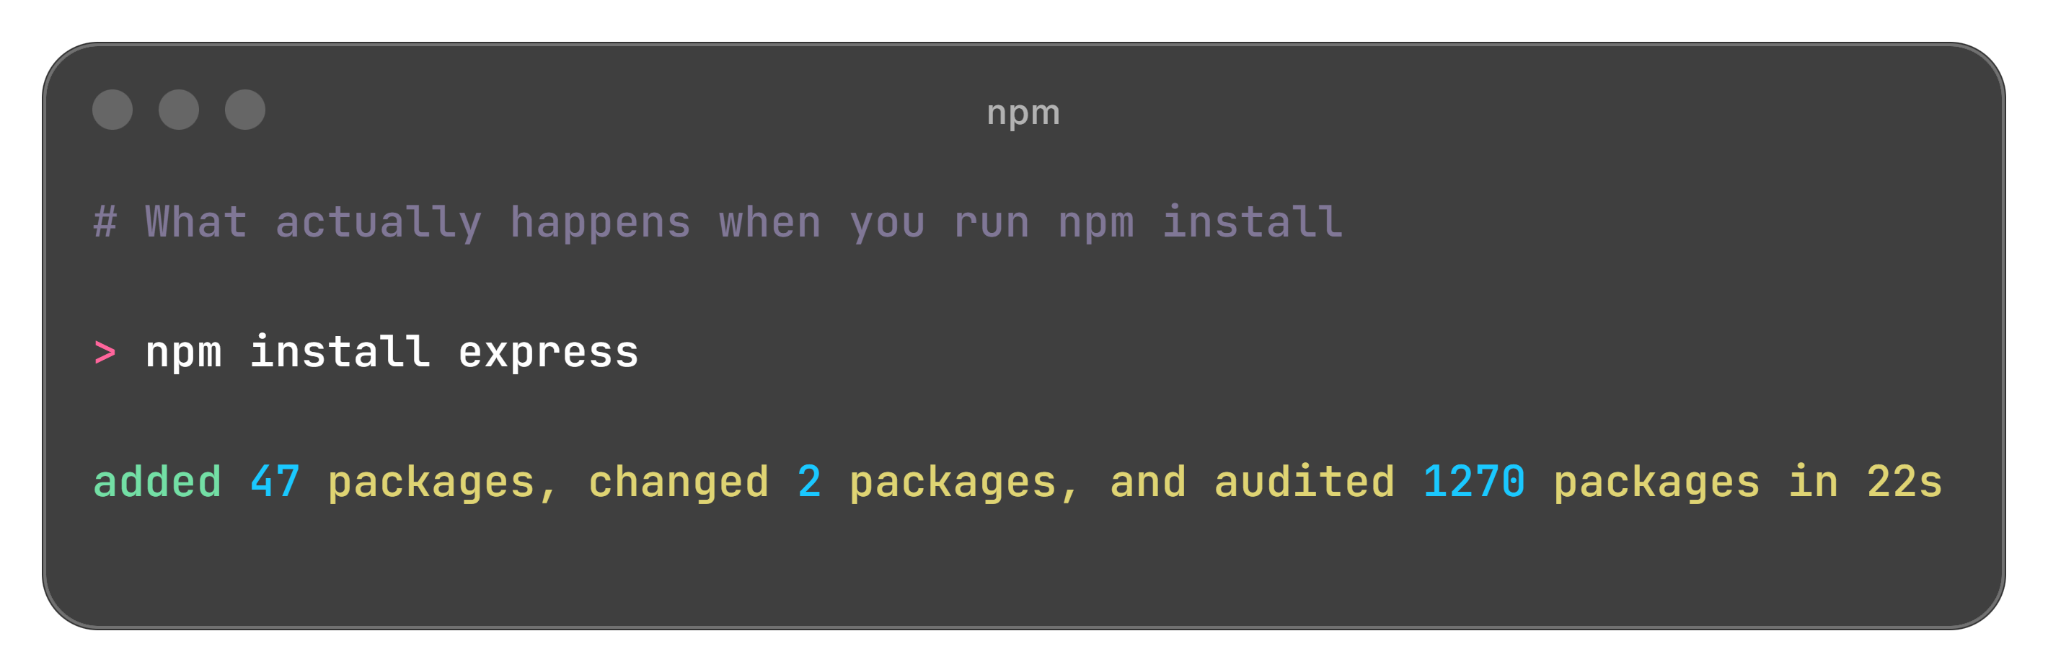 npm
# What actually happens when you run npm install
> npm install express
added 47 packages, changed 2 packages, and audited 1270 packages in 22s